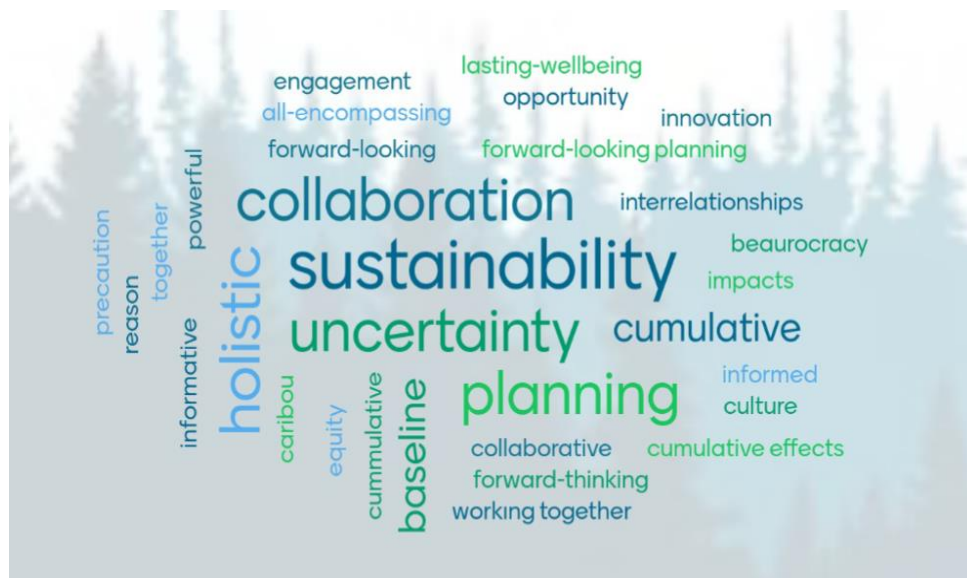 lasting-wellbeing
engagement
opportunity
all-encompassing
innovation
forward-looking
forward-looking planning
powerful
collaboration
interrelationships
together
precaution
beaurocracy
sustainability
reason
impacts
holistic
uncertainty
cumulative
informative
informed
planning
caribou
equity
cummulative
baseline
culture
collaborative
cumulative effects
forward-thinking
working together